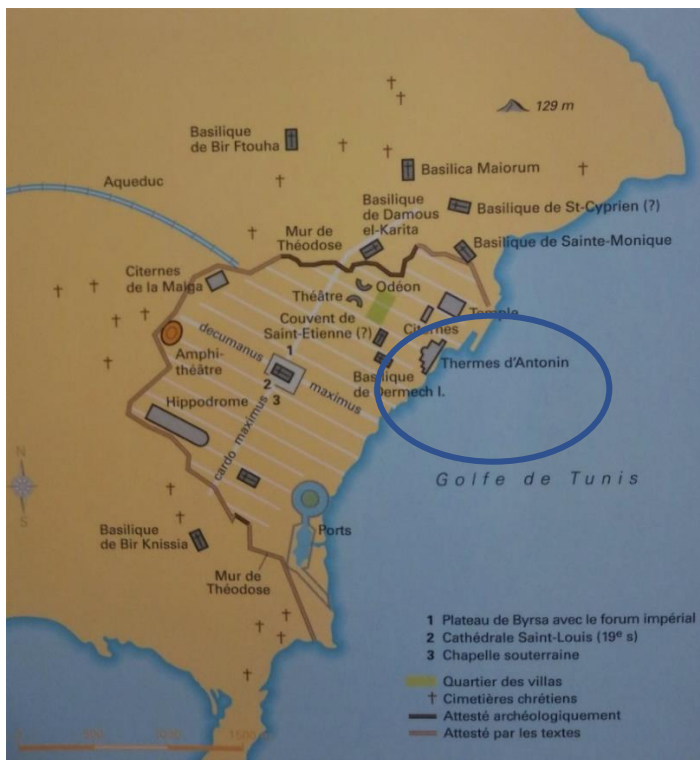 129 m
Basilique
de Bir Ftouha
Basilica Maiorum
Aqueduc
Basilique
de Damous
el-Karita
Basilique de St-Cyprien (?)
Mur de
Théodose
Basilique de Sainte-Monique
Citernes
de la Malga
Odéon
Théâtre
Temple
Couvent de
Saint-Etienne (?)
Citernes
decumanus
maximus
1
2
3
Amphi-
théâtre
Thermes d'Antonin
Basilique
de Dermech I.
Hippodrome
cardo maximus
N
S
Golfe de Tunis
Ports
Basilique
de Bir Knissia
Mur de
Théodose
1 Plateau de Byrsa avec le forum impérial
2 Cathédrale Saint-Louis (19e s)
3 Chapelle souterraine
Quartier des villas
Cimetières chrétiens
Attesté archéologiquement
Attesté par les textes